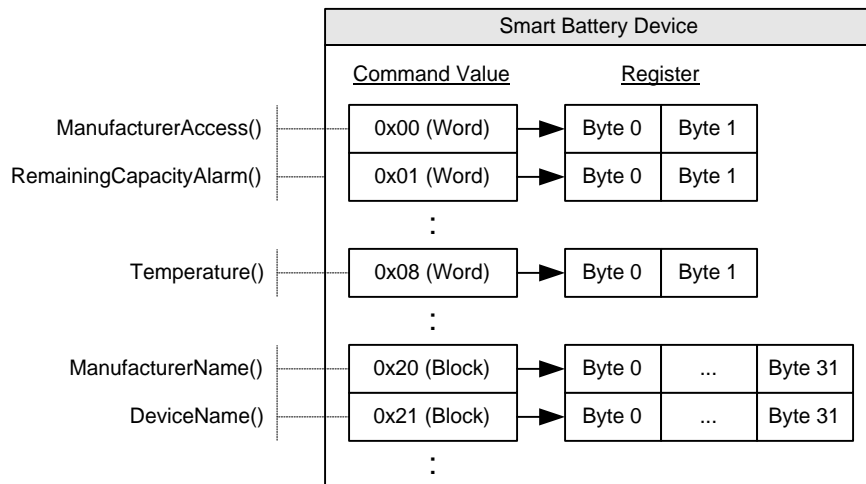 Smart Battery Device
Command Value Register
ManufacturerAccess() 0x00 (Word) Byte 0 Byte 1
RemainingCapacityAlarm() 0x01 (Word) Byte 0 Byte 1
:
Temperature() 0x08 (Word) Byte 0 Byte 1
:
ManufacturerName() 0x20 (Block) Byte 0 ... Byte 31
DeviceName() 0x21 (Block) Byte 0 ... Byte 31
: